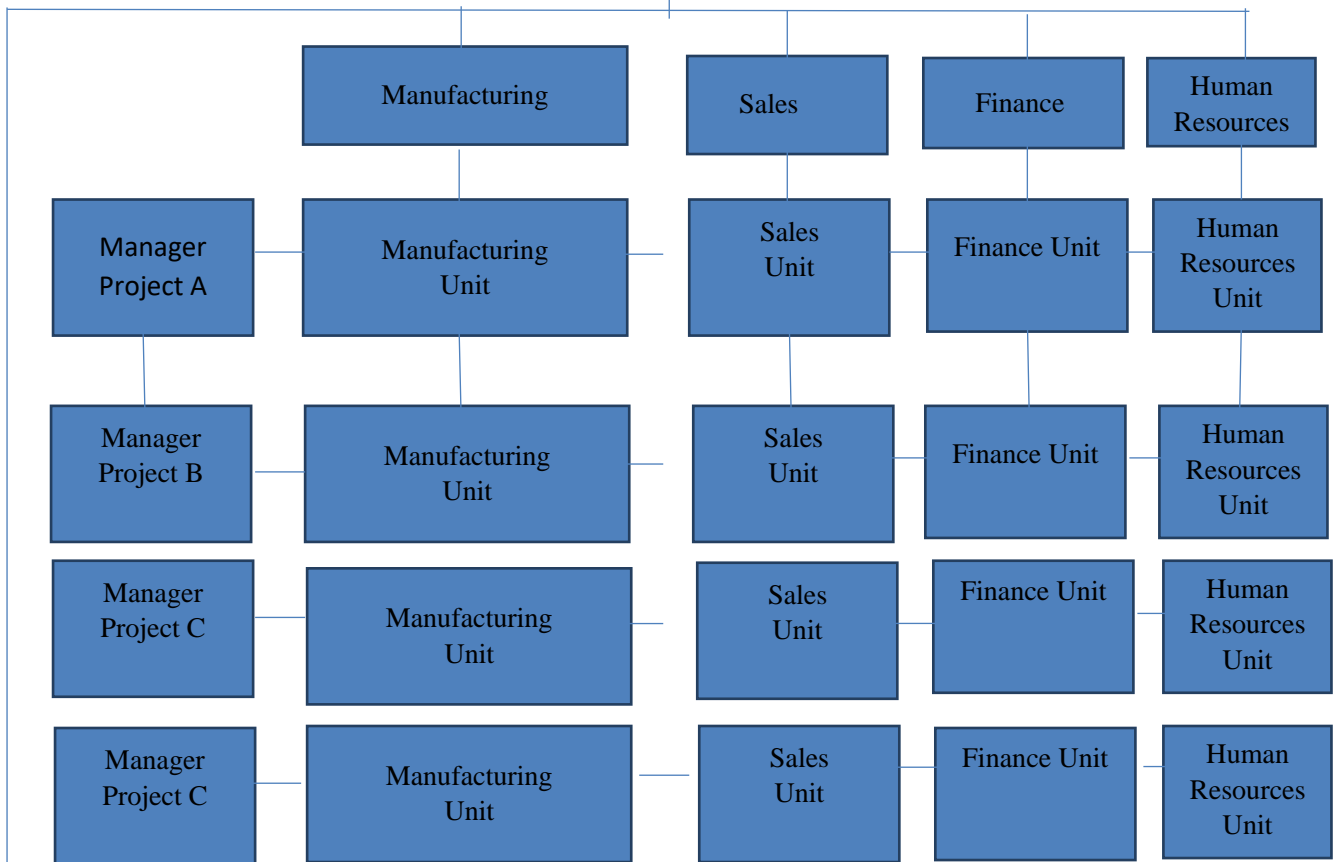 Manufacturing
Sales
Finance
Human
Resources
Manager
Project A
Manufacturing
Unit
Sales
Unit
Finance Unit
Human
Resources
Unit
Manager
Project B
Manufacturing
Unit
Sales
Unit
Finance Unit
Human
Resources
Unit
Manager
Project C
Manufacturing
Unit
Sales
Unit
Finance Unit
Human
Resources
Unit
Manager
Project C
Manufacturing
Unit
Sales
Unit
Finance Unit
Human
Resources
Unit